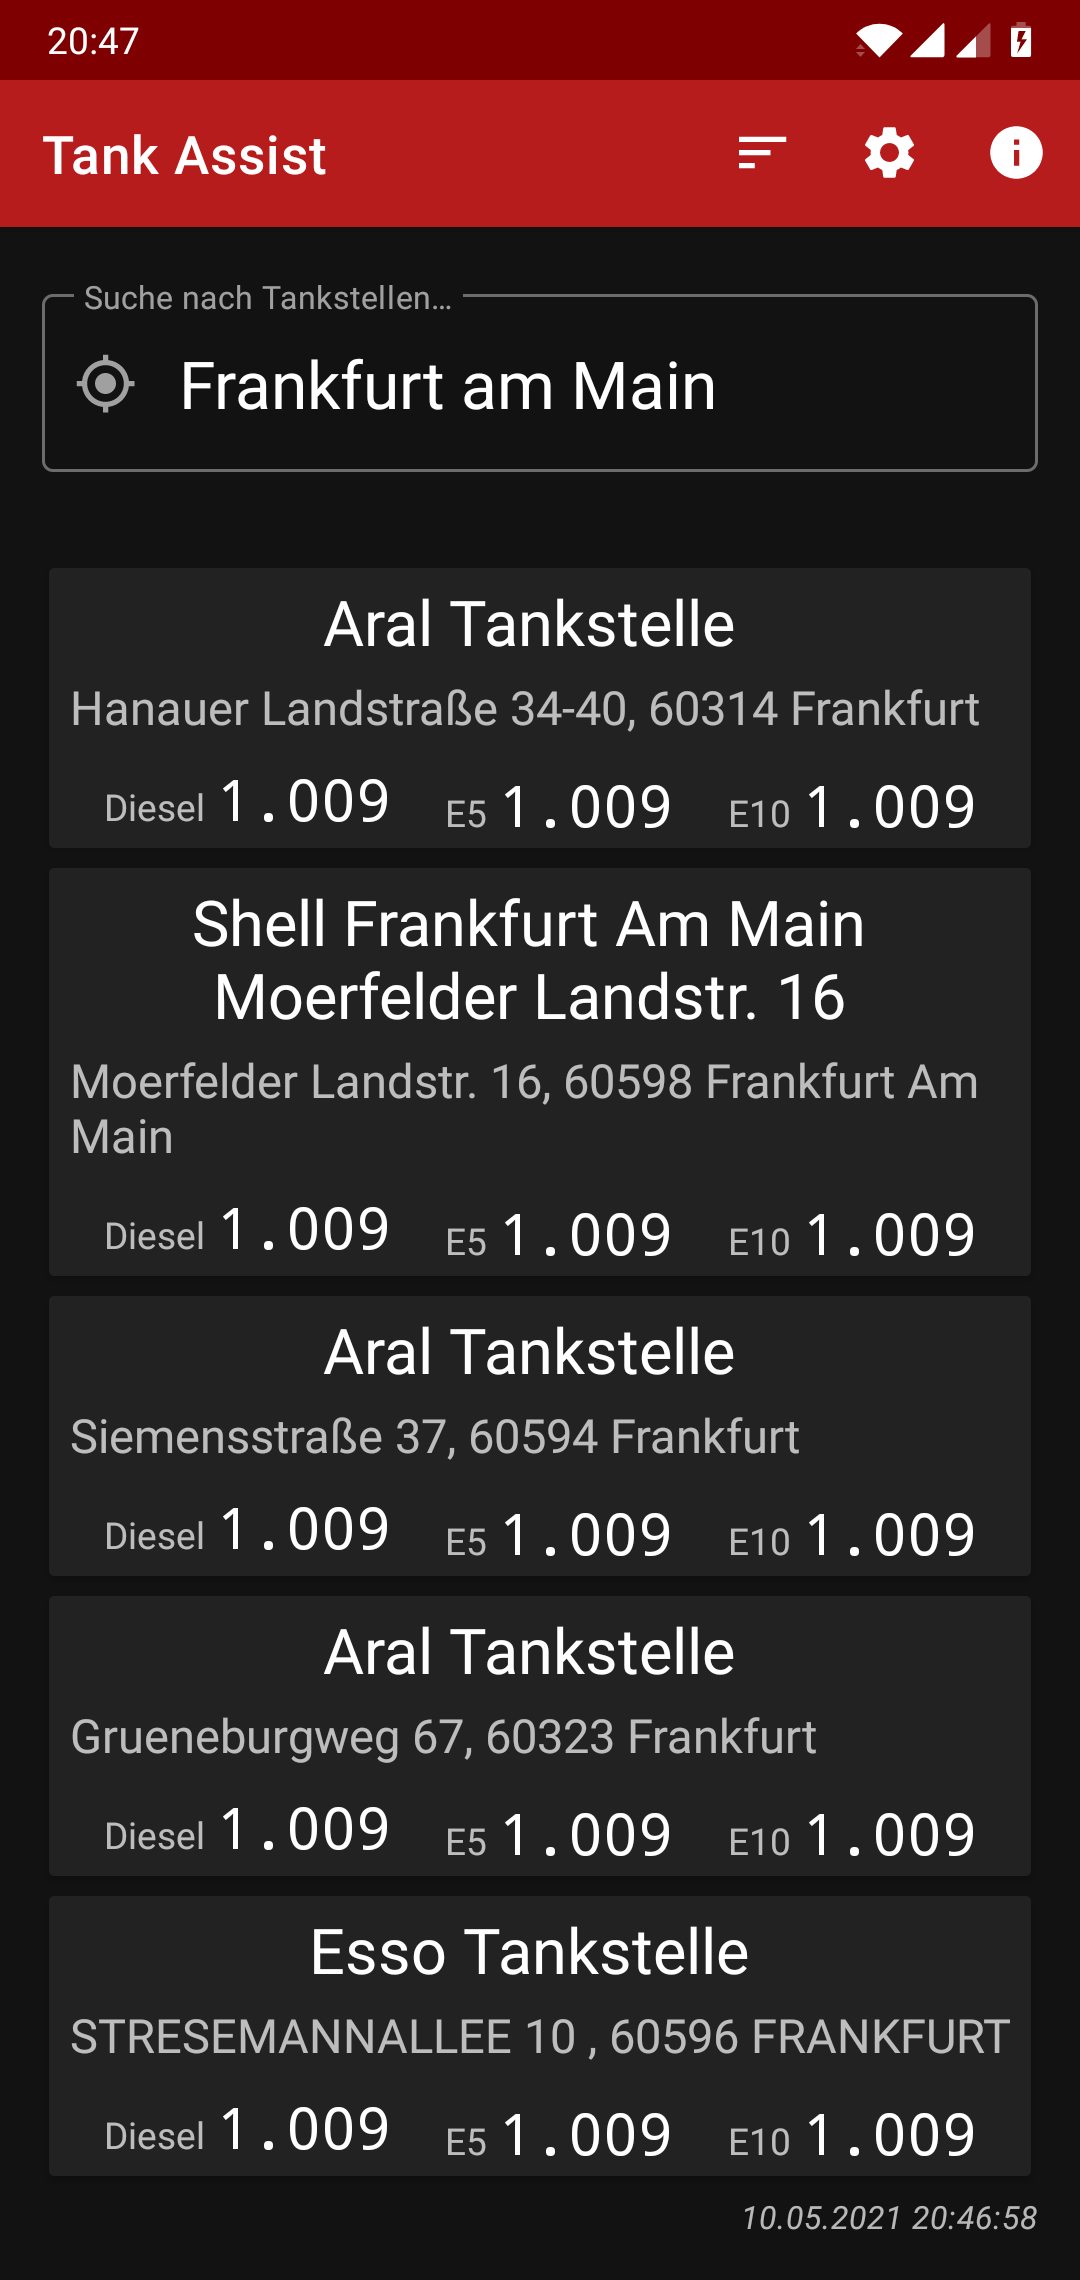 20:47
Tank Assist
Suche nach Tankstellen...
Frankfurt am Main
Aral Tankstelle
Hanauer Landstraße 34-40, 60314 Frankfurt
Diesel 1.009 E5 1.009 E10 1.009
Shell Frankfurt Am Main
Moerfelder Landstr. 16
Moerfelder Landstr. 16, 60598 Frankfurt Am
Main
Diesel 1.009 E5 1.009 E10 1.009
Aral Tankstelle
Siemensstraße 37, 60594 Frankfurt
Diesel 1.009 E5 1.009 E10 1.009
Aral Tankstelle
Grueneburgweg 67, 60323 Frankfurt
Diesel 1.009 E5 1.009 E10 1.009
Esso Tankstelle
STRESEMANNALLEE 10 , 60596 FRANKFURT
Diesel 1.009 E5 1.009 E10 1.009
10.05.2021 20:46:58